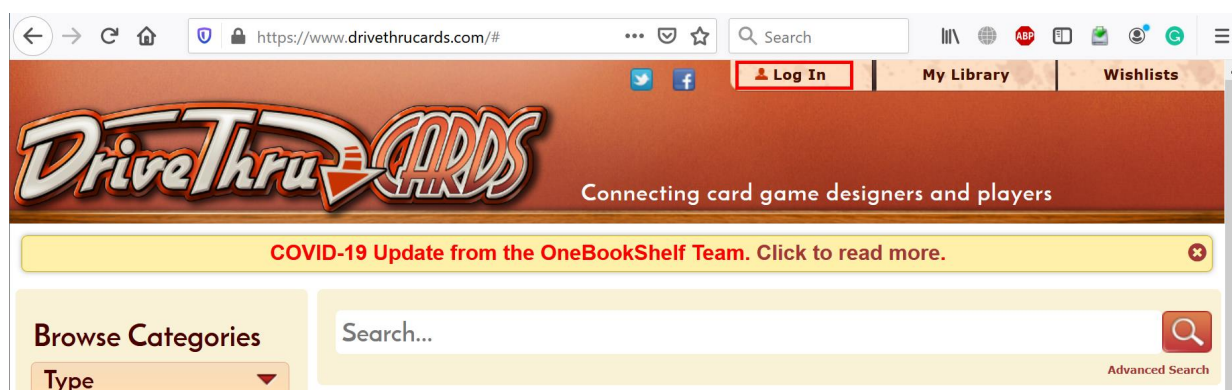 https://www.drivethrucards.com/#
Search
ABP
Log In
My Library
Wishlists
DriveThru CARDS
Connecting card game designers and players
COVID-19 Update from the OneBookShelf Team. Click to read more.
Browse Categories
Search...
Type
Advanced Search